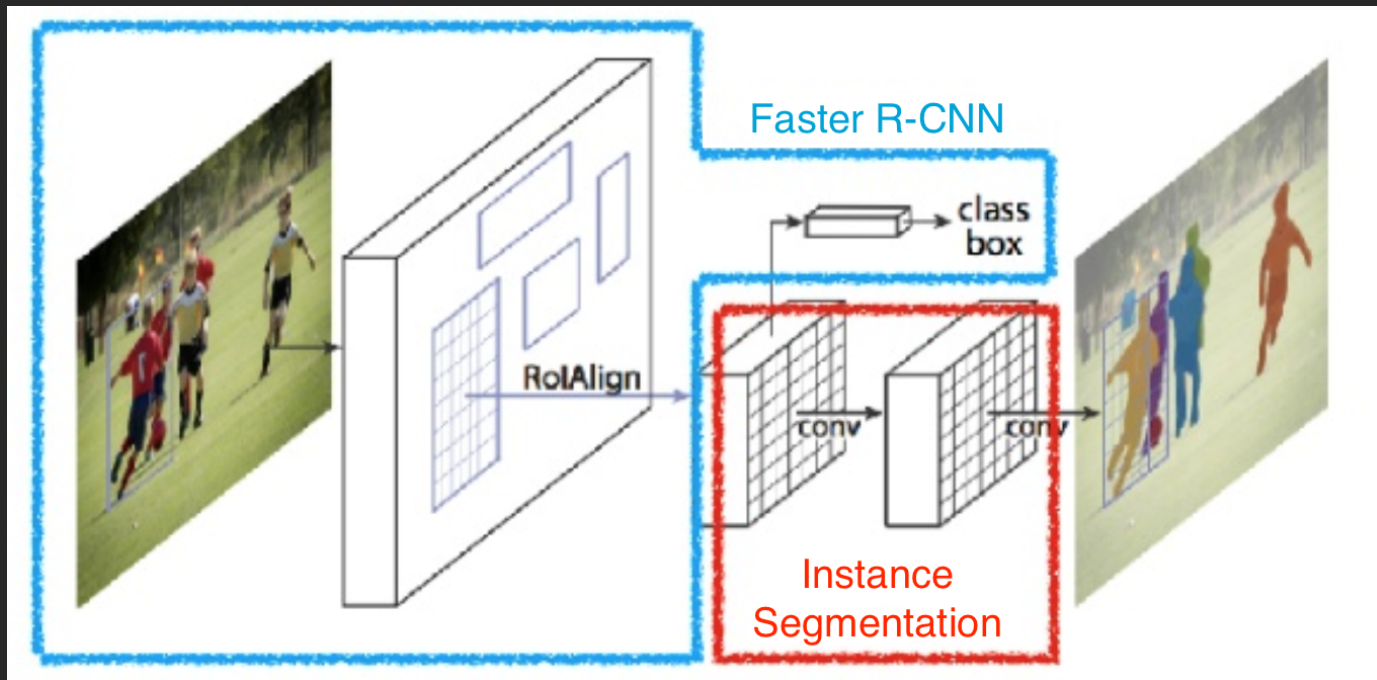 Faster R-CNN
class
box
RoIAlign
conv
conv
Instance
Segmentation